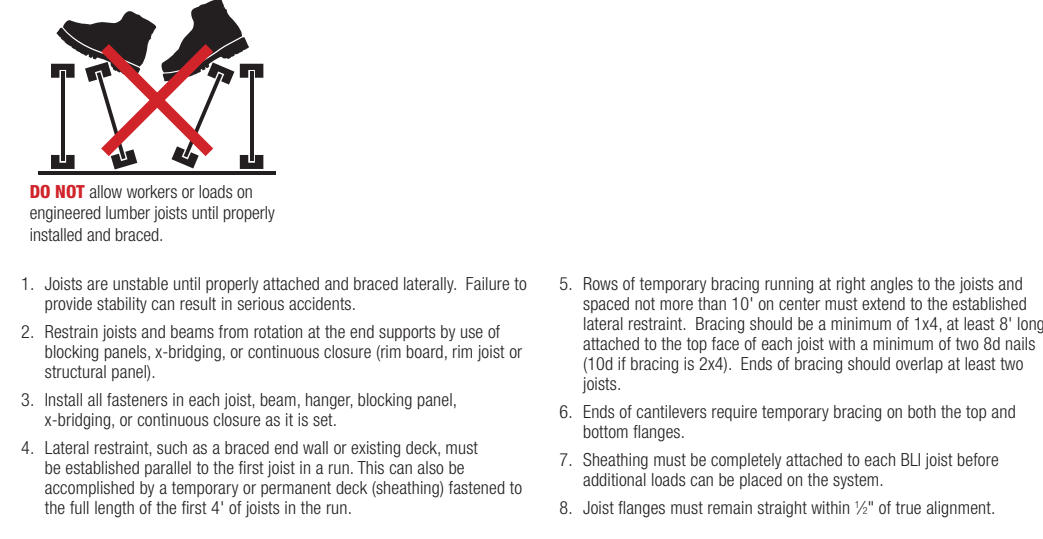 DO NOT allow workers or loads on
engineered lumber joists until properly
installed and braced.
1. Joists are unstable until properly attached and braced laterally. Failure to
provide stability can result in serious accidents.
2. Restrain joists and beams from rotation at the end supports by use of
blocking panels, x-bridging, or continuous closure (rim board, rim joist or
structural panel).
3. Install all fasteners in each joist, beam, hanger, blocking panel,
x-bridging, or continuous closure as it is set.
4. Lateral restraint, such as a braced end wall or existing deck, must
be established parallel to the first joist in a run. This can also be
accomplished by a temporary or permanent deck (sheathing) fastened to
the full length of the first 4' of joists in the run.
5. Rows of temporary bracing running at right angles to the joists and
spaced not more than 10' on center must extend to the established
lateral restraint. Bracing should be a minimum of 1x4, at least 8' long
attached to the top face of each joist with a minimum of two 8d nails
(10d if bracing is 2x4). Ends of bracing should overlap at least two
joists.
6. Ends of cantilevers require temporary bracing on both the top and
bottom flanges.
7. Sheathing must be completely attached to each BLI joist before
additional loads can be placed on the system.
8. Joist flanges must remain straight within ½" of true alignment.